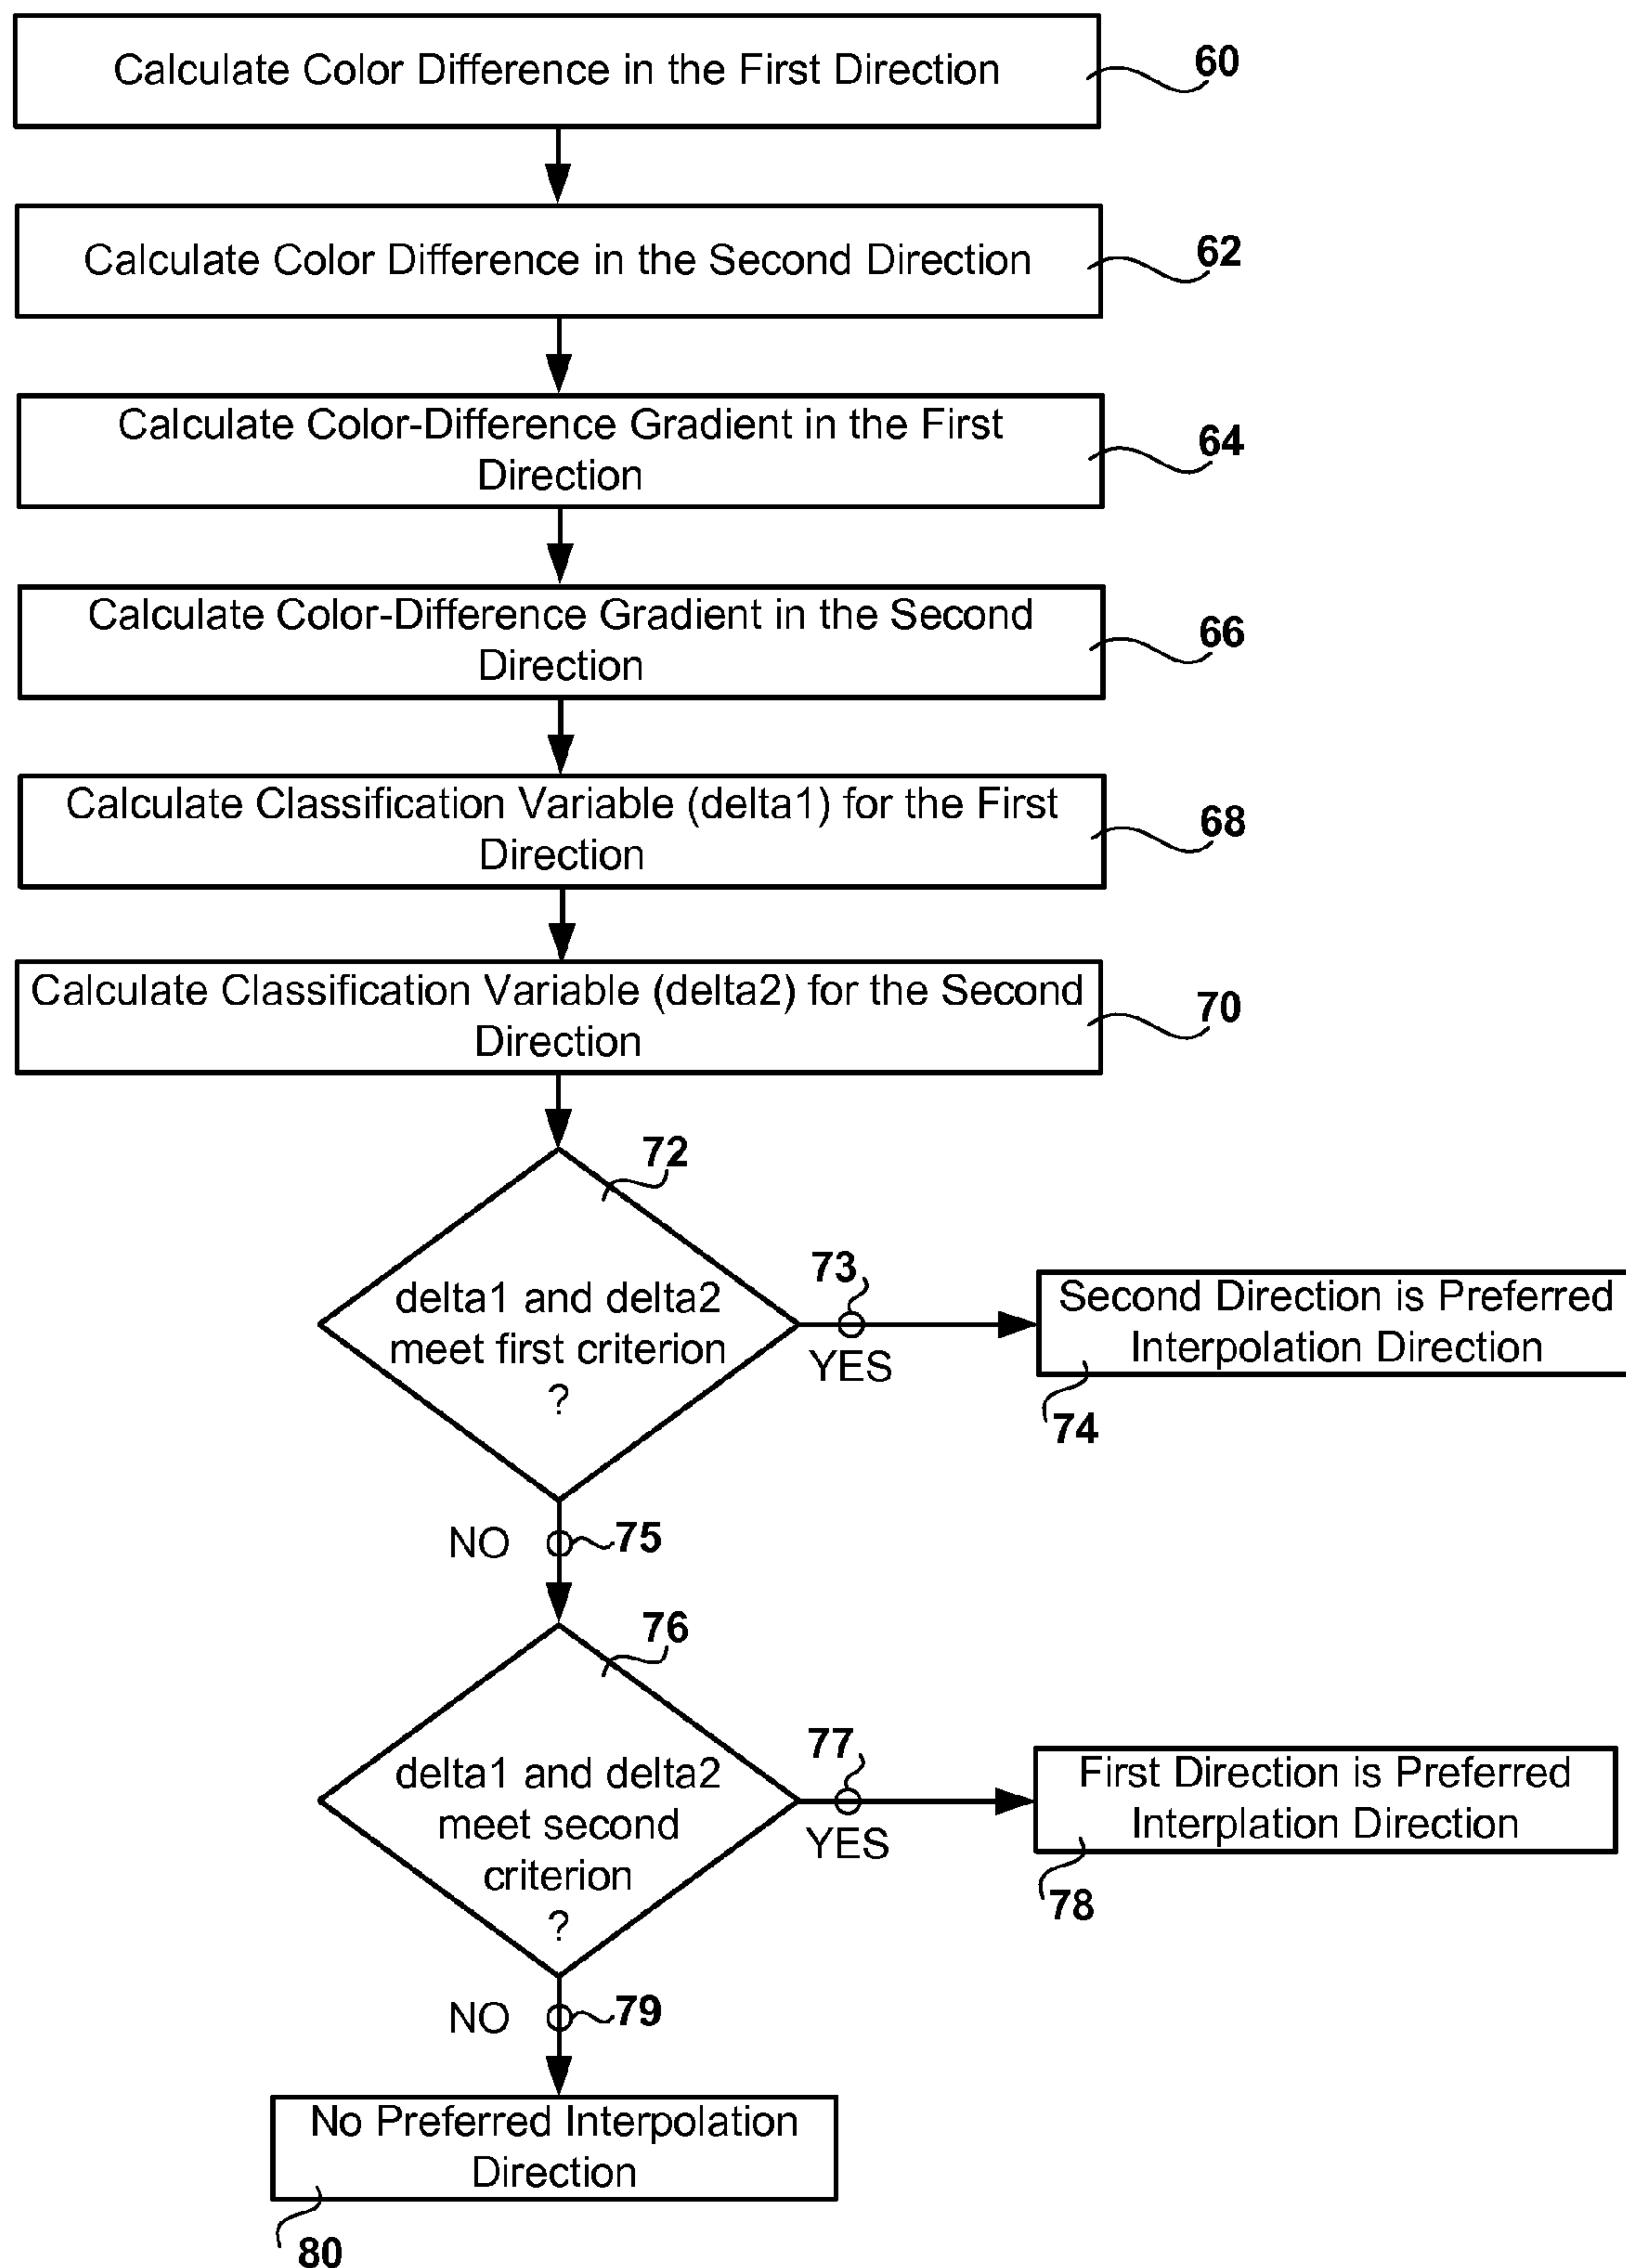 Calculate Color Difference in the First Direction
60
Calculate Color Difference in the Second Direction
62
Calculate Color-Difference Gradient in the First
Direction
64
Calculate Color-Difference Gradient in the Second
Direction
66
Calculate Classification Variable (delta1) for the First
Direction
68
Calculate Classification Variable (delta2) for the Second
Direction
70
72
delta1 and delta2
meet first criterion
?
73
YES
Second Direction is Preferred
Interpolation Direction
74
NO
75
76
delta1 and delta2
meet second
criterion
?
77
YES
First Direction is Preferred
Interplation Direction
78
NO
79
No Preferred Interpolation
Direction
80